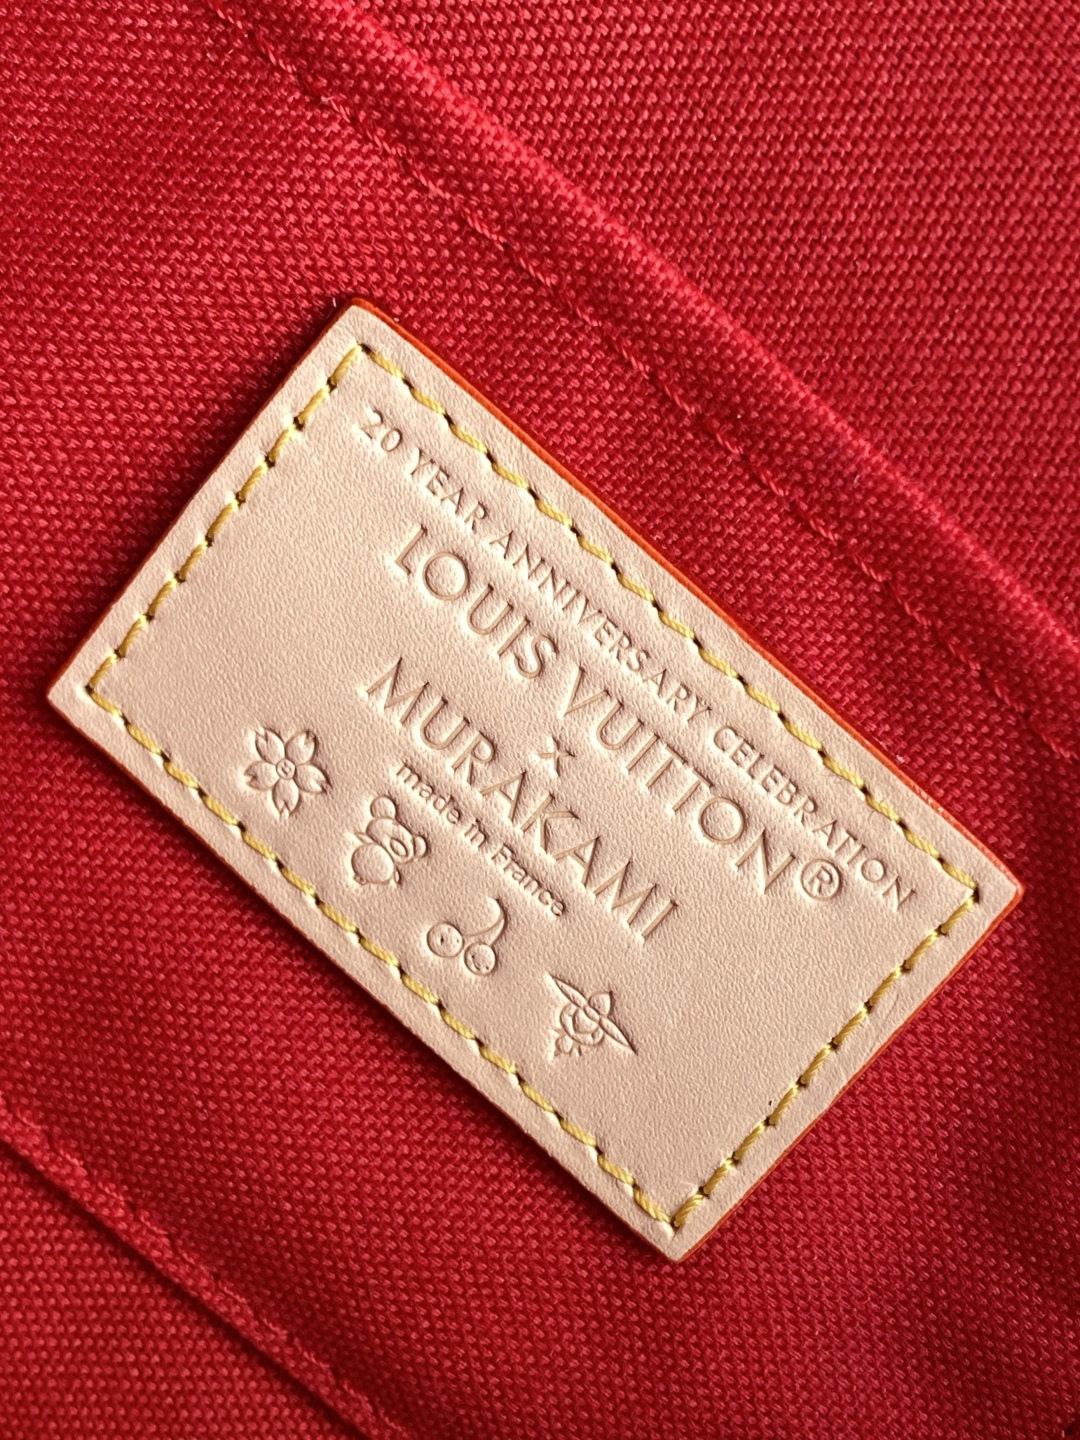 20 YEAR ANNIVERSARY CELEBRATION
LOUIS VUITTON®
×
MURAKAMI
made in France